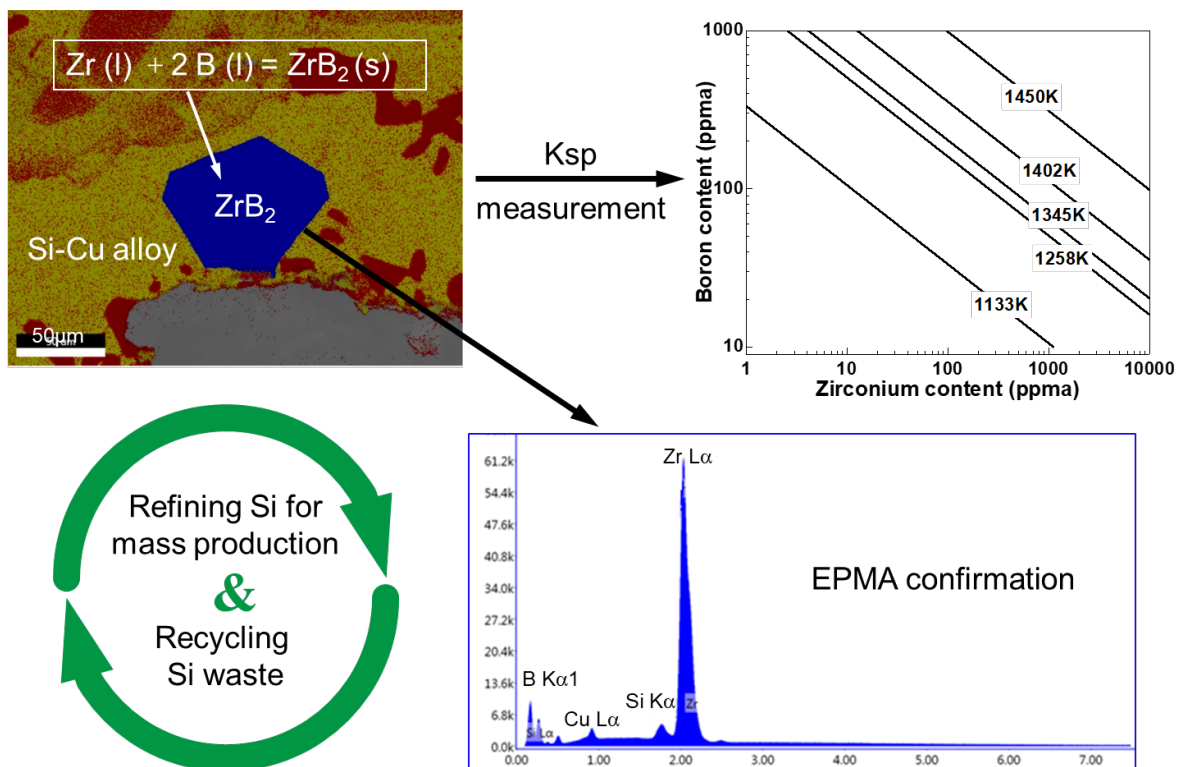 Zr (l) + 2 B (l) = ZrB₂ (s)
ZrB₂
Si-Cu alloy
50μm
Ksp
measurement
Boron content (ppma)
1000
100
10
1450K
1402K
1345K
1258K
1133K
1 10 100 1000 10000
Zirconium content (ppma)
Refining Si for
mass production
&
Recycling
Si waste
EPMA confirmation
61.2k
54.4k
47.6k
40.8k
34.0k
27.2k
20.4k
13.6k
6.8k
0.0k
Zr Lα
B Kα1
Cu Lα
Si Kα
Zr
Si Lα
0.00 1.00 2.00 3.00 4.00 5.00 6.00 7.00